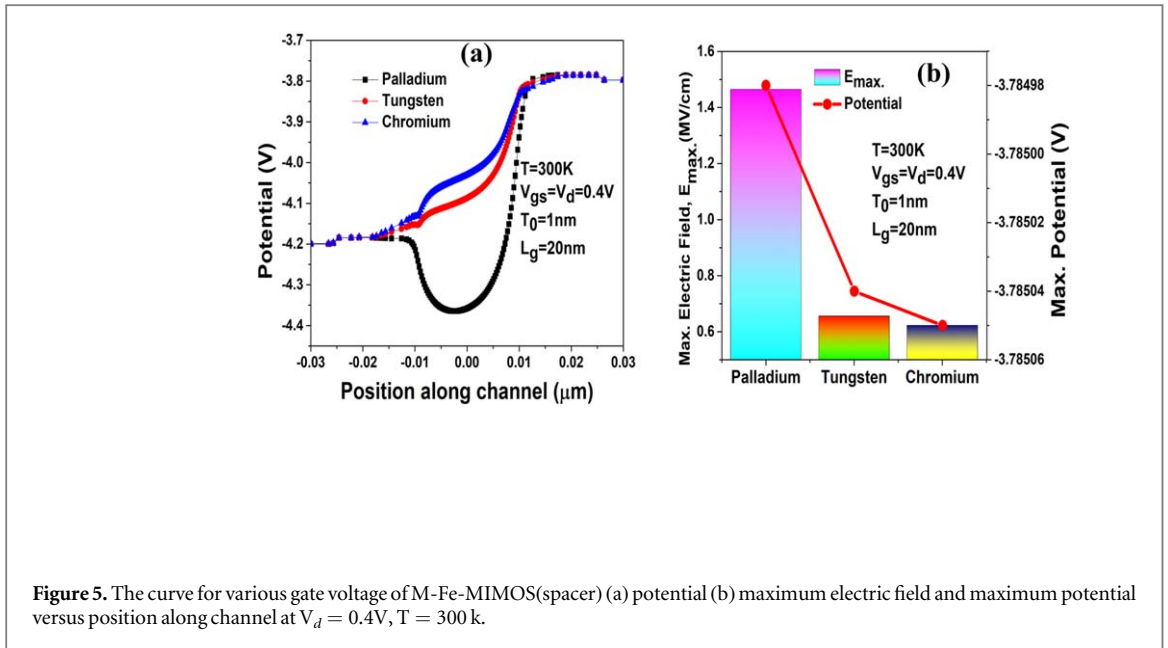 (a)
Potential (V)
-3.7
-3.8
-3.9
-4.0
-4.1
-4.2
-4.3
-4.4
Palladium
Tungsten
Chromium
T=300K
Vgs=Vd=0.4V
T0=1nm
Lg=20nm
-0.03 -0.02 -0.01 0.00 0.01 0.02 0.03
Position along channel (μm)
(b)
Max. Electric Field, Emax.(MV/cm)
1.6
1.4
1.2
1.0
0.8
0.6
Emax.
Potential
T=300K
Vgs=Vd=0.4V
T0=1nm
Lg=20nm
-3.78498
-3.78500
-3.78502
-3.78504
-3.78506
Max. Potential (V)
Palladium Tungsten Chromium
Figure 5. The curve for various gate voltage of M-Fe-MIMOS(spacer) (a) potential (b) maximum electric field and maximum potential
versus position along channel at Vd = 0.4V, T = 300 k.